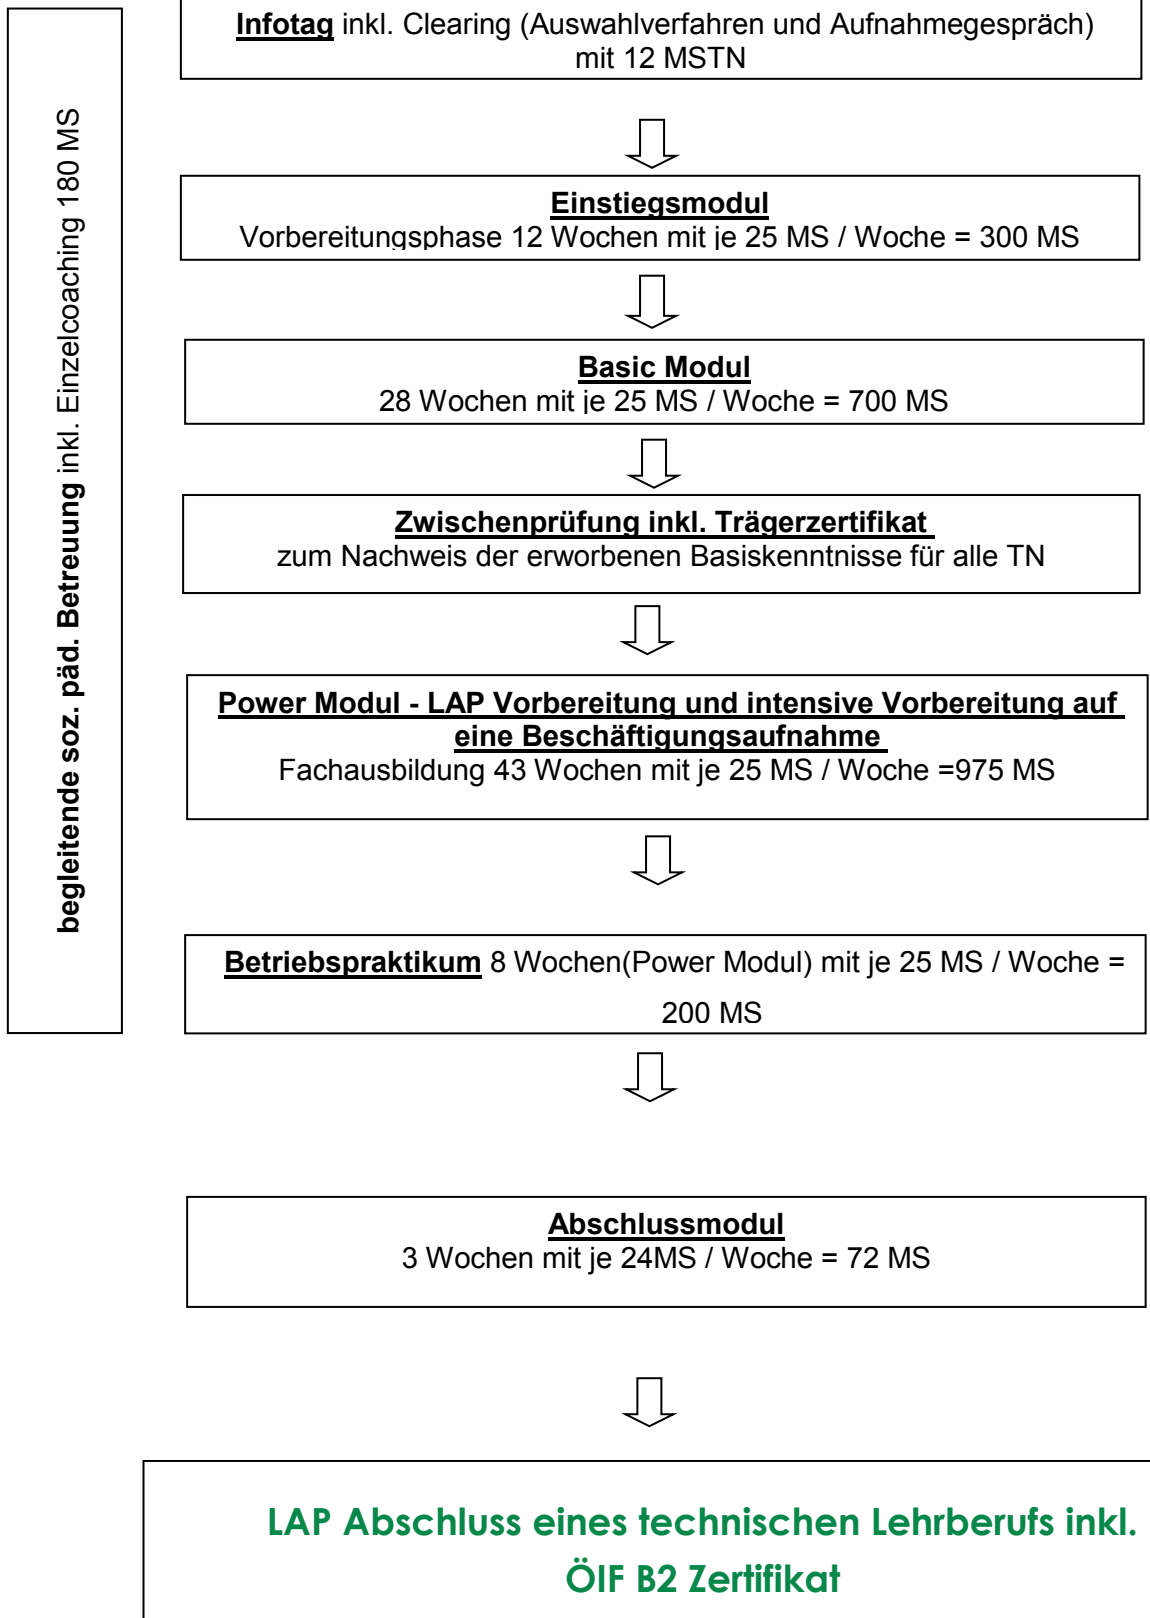 Infotag inkl. Clearing (Auswahlverfahren und Aufnahmegespräch)
mit 12 MSTN
begleitende soz. päd. Betreuung inkl. Einzelcoaching 180 MS
Einstiegsmodul
Vorbereitungsphase 12 Wochen mit je 25 MS / Woche = 300 MS
Basic Modul
28 Wochen mit je 25 MS / Woche = 700 MS
Zwischenprüfung inkl. Trägerzertifikat
zum Nachweis der erworbenen Basiskenntnisse für alle TN
Power Modul - LAP Vorbereitung und intensive Vorbereitung auf
eine Beschäftigungsaufnahme
Fachausbildung 43 Wochen mit je 25 MS / Woche =975 MS
Betriebspraktikum 8 Wochen(Power Modul) mit je 25 MS / Woche =
200 MS
Abschlussmodul
3 Wochen mit je 24MS / Woche = 72 MS
LAP Abschluss eines technischen Lehrberufs inkl.
ÖIF B2 Zertifikat